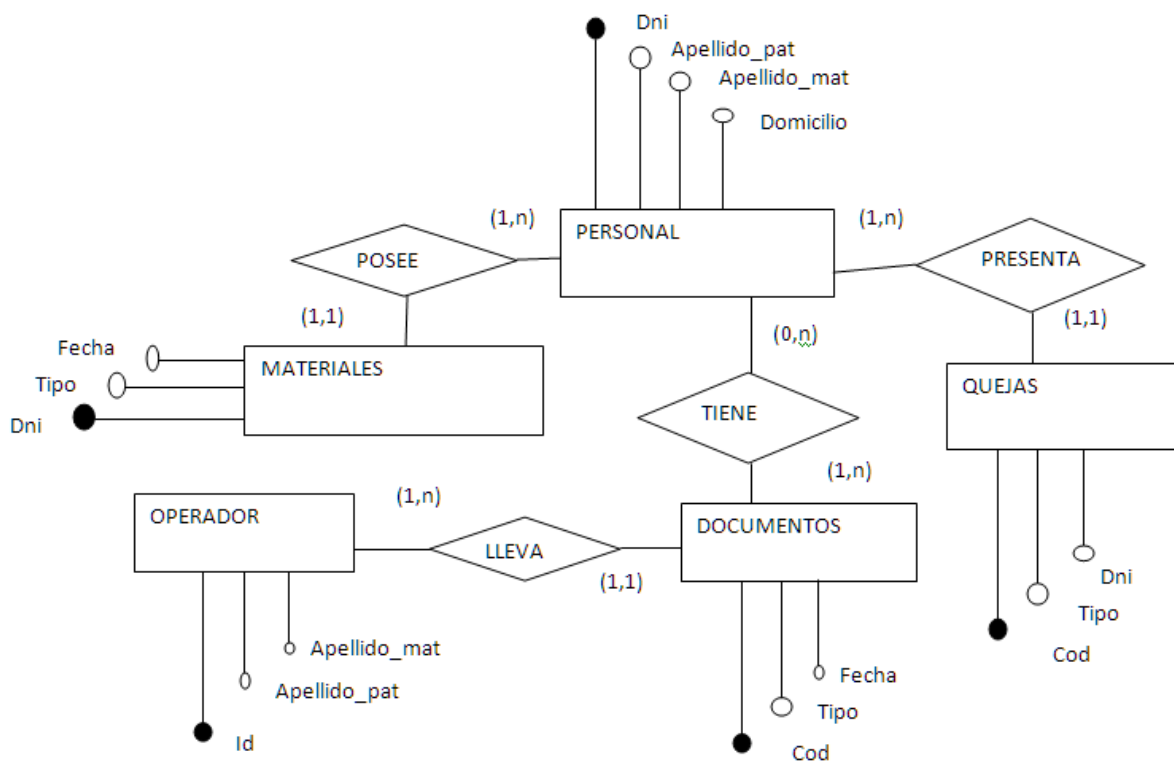 Dni
Apellido_pat
Apellido_mat
Domicilio
(1,n)
PERSONAL
(1,n)
POSEE
PRESENTA
(1,1)
(0,n)
(1,1)
Fecha
MATERIALES
QUEJAS
Tipo
Dni
TIENE
(1,n)
(1,n)
OPERADOR
DOCUMENTOS
LLEVA
(1,1)
Dni
Tipo
Apellido_mat
Cod
Fecha
Apellido_pat
Tipo
Id
Cod